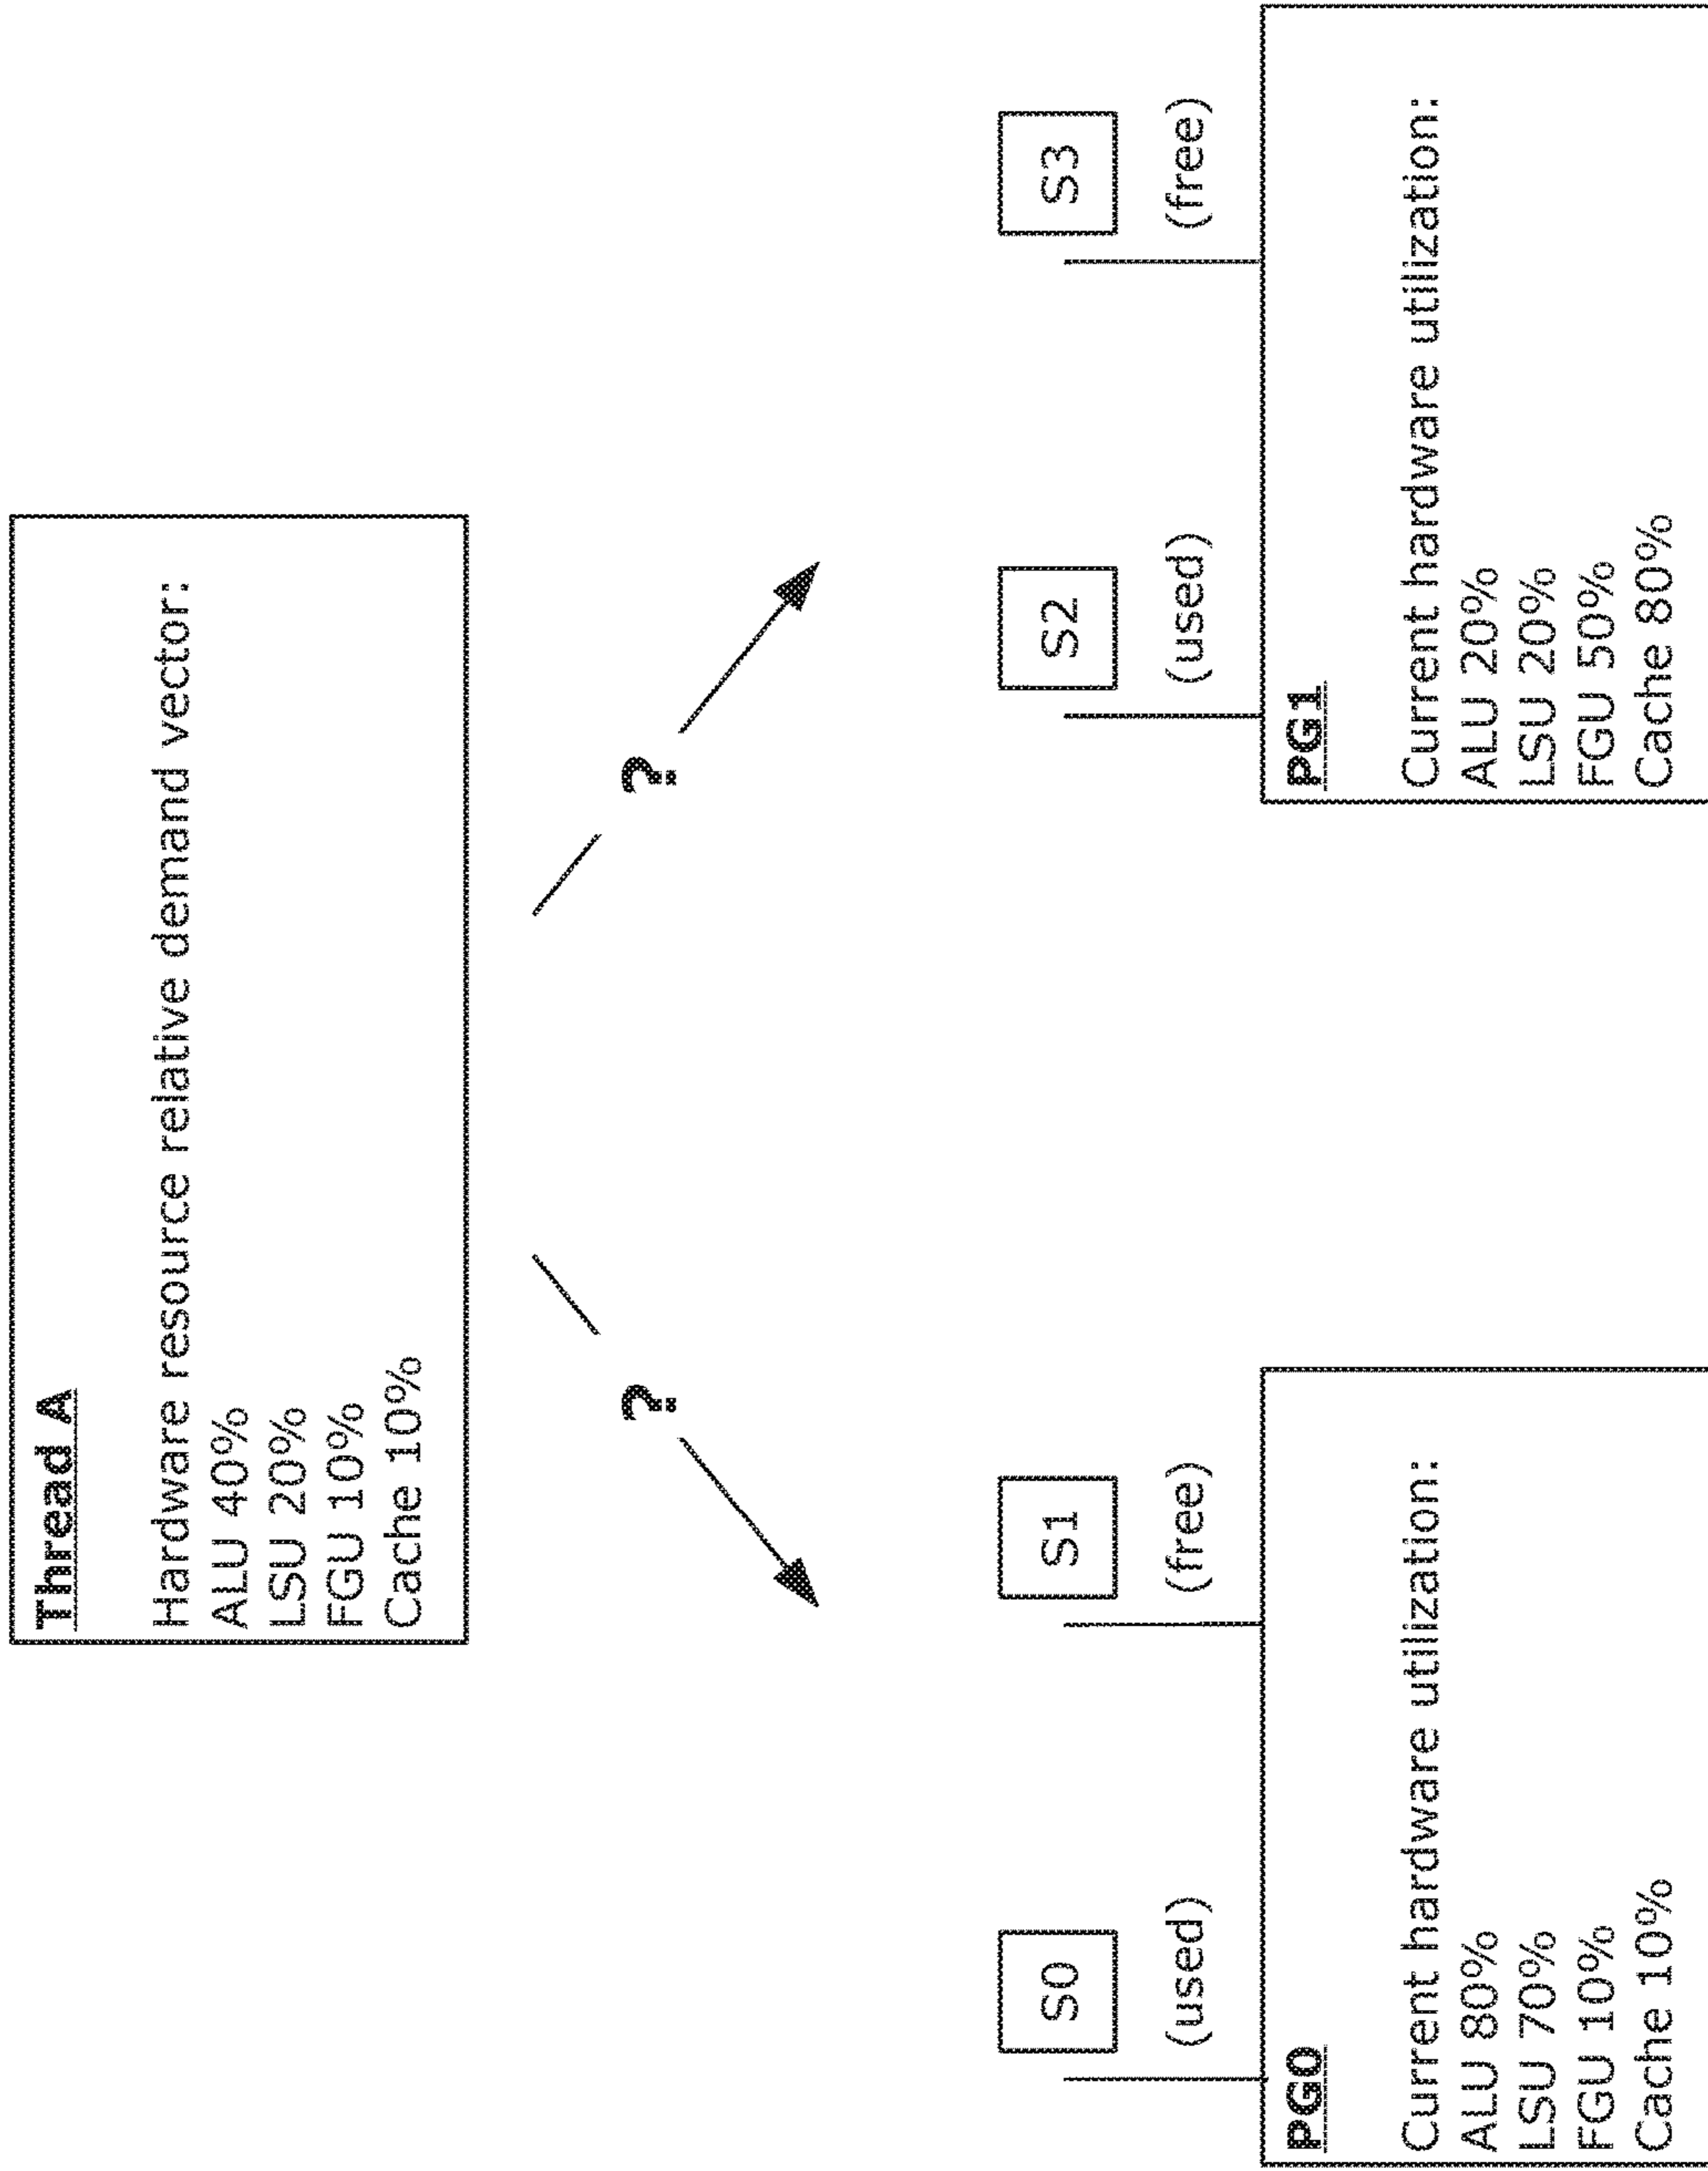 Thread A
Hardware resource relative demand vector:
ALU 40%
LSU 20%
FGU 10%
Cache 10%
?
?
S0
(used)
S1
(free)
S2
(used)
S3
(free)
PG0
Current hardware utilization:
ALU 80%
LSU 70%
FGU 10%
Cache 10%
PG1
Current hardware utilization:
ALU 20%
LSU 20%
FGU 50%
Cache 80%